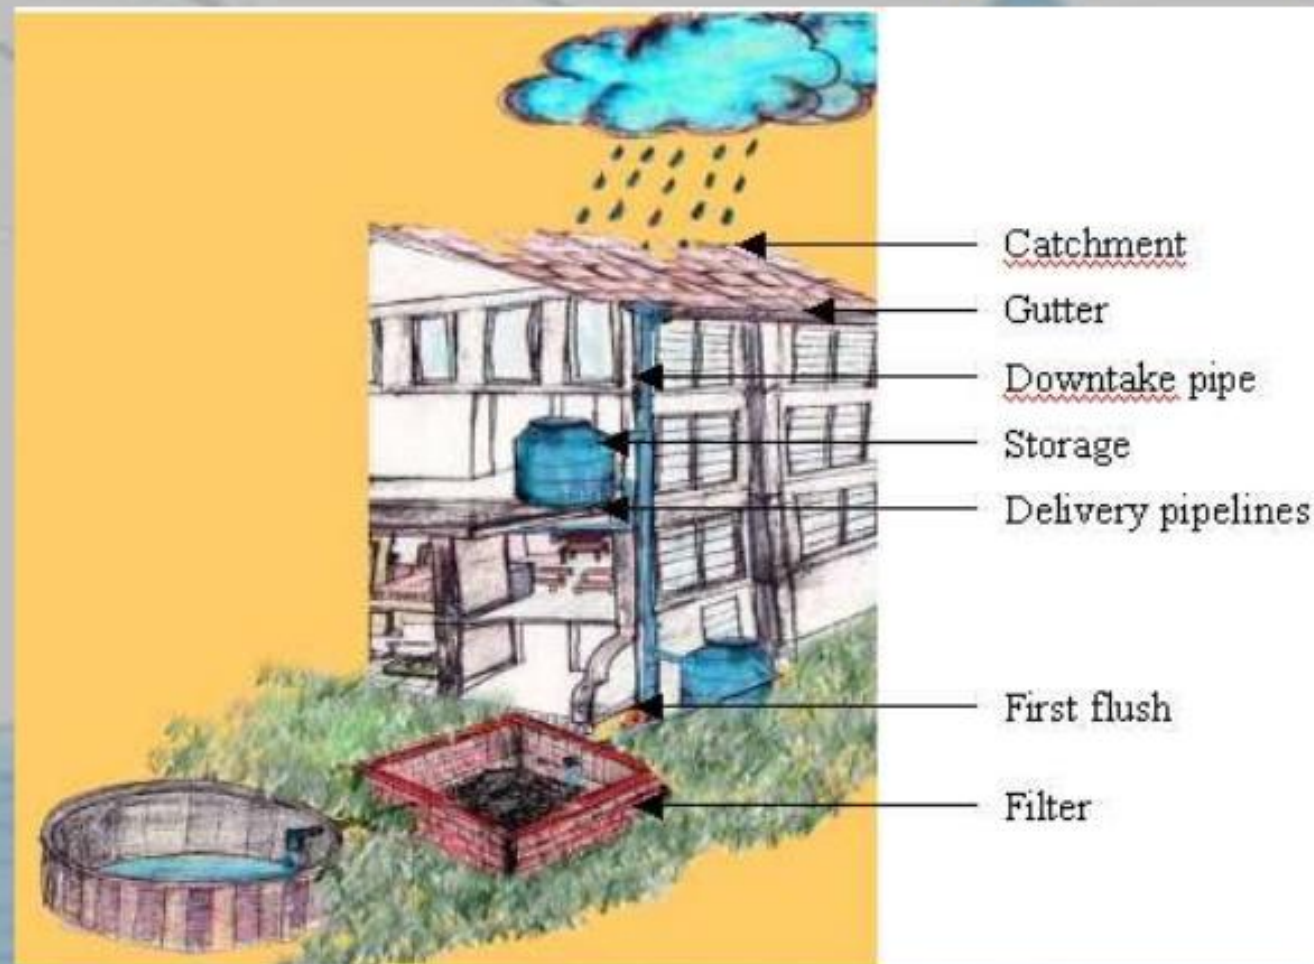 Catchment
Gutter
Downtake pipe
Storage
Delivery pipelines
First flush
Filter